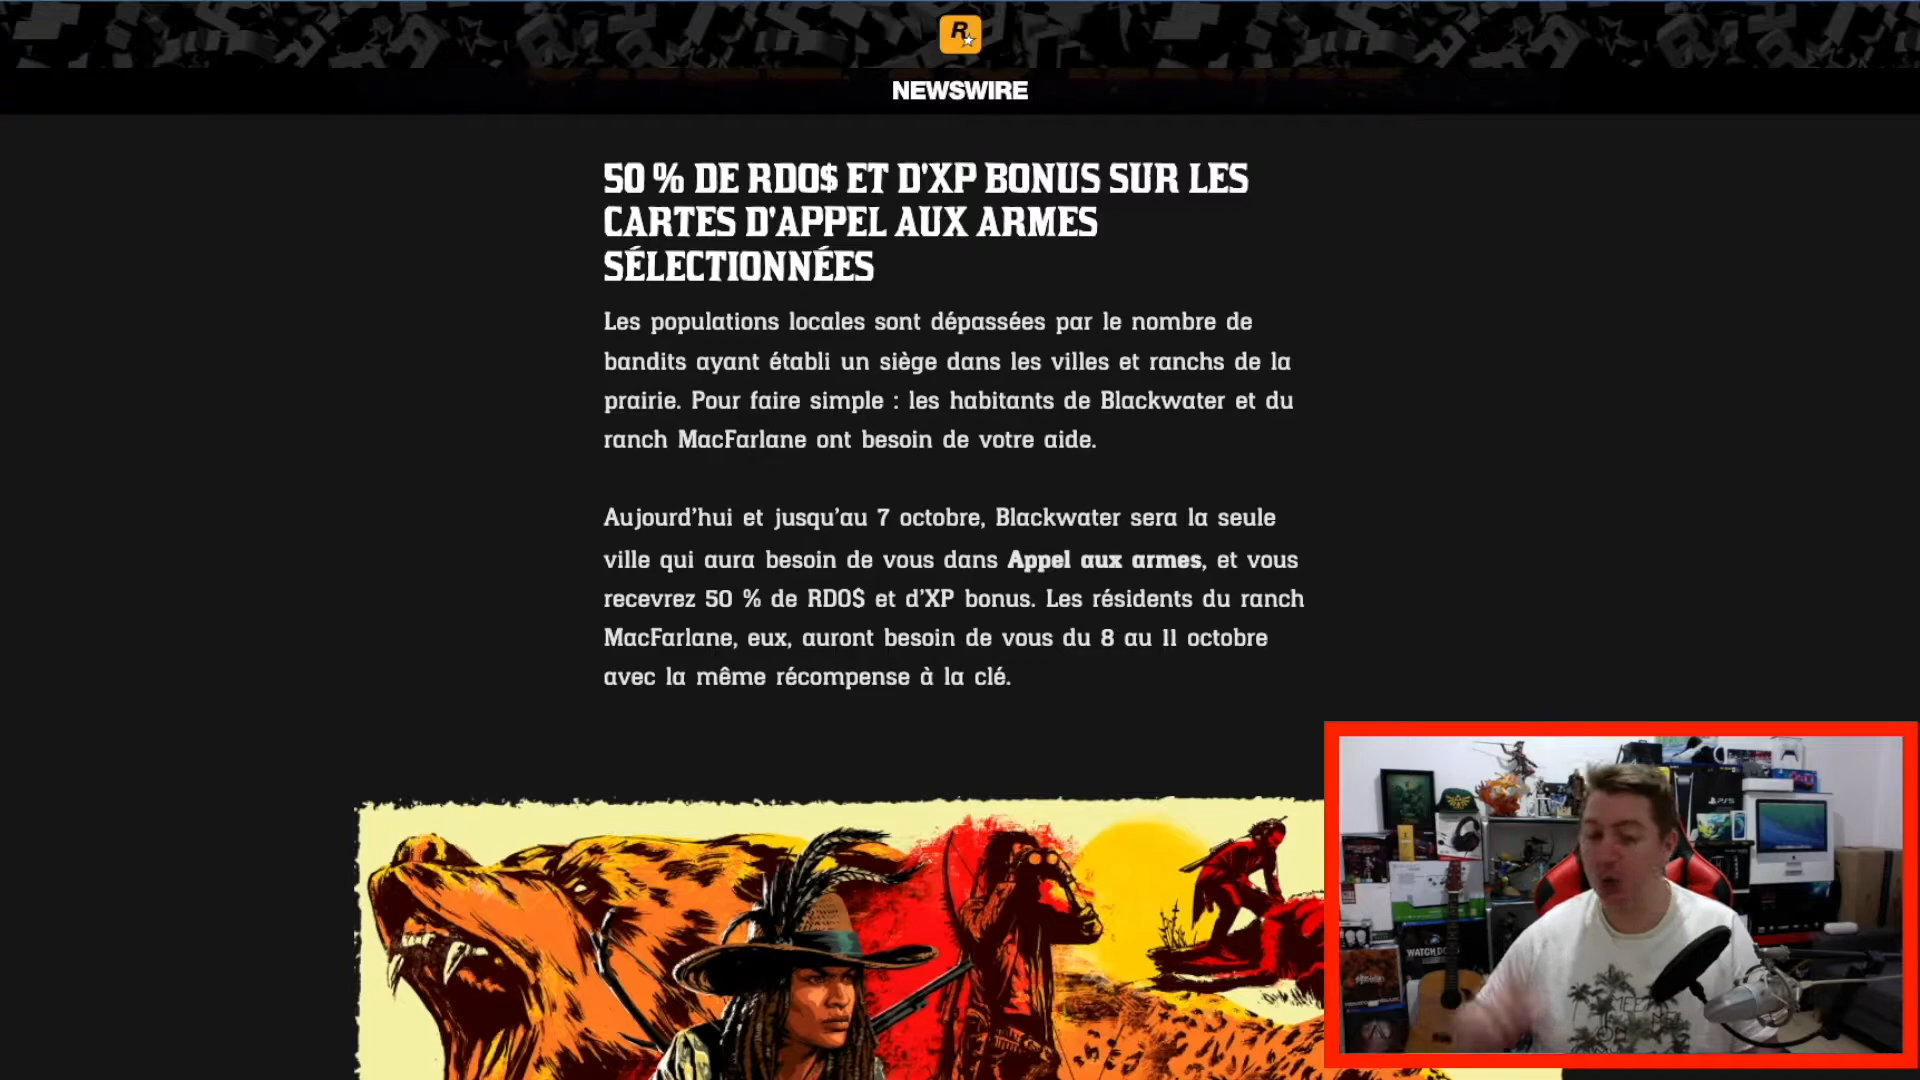 R
NEWSWIRE
50 % DE RDO$ ET D'XP BONUS SUR LES
CARTES D'APPEL AUX ARMES
SÉLECTIONNÉES
Les populations locales sont dépassées par le nombre de
bandits ayant établi un siège dans les villes et ranchs de la
prairie. Pour faire simple : les habitants de Blackwater et du
ranch MacFarlane ont besoin de votre aide.
Aujourd’hui et jusqu’au 7 octobre, Blackwater sera la seule
ville qui aura besoin de vous dans Appel aux armes, et vous
recevrez 50 % de RDO$ et d’XP bonus. Les résidents du ranch
MacFarlane, eux, auront besoin de vous du 8 au 11 octobre
avec la même récompense à la clé.
PS5
WATCH DOGS